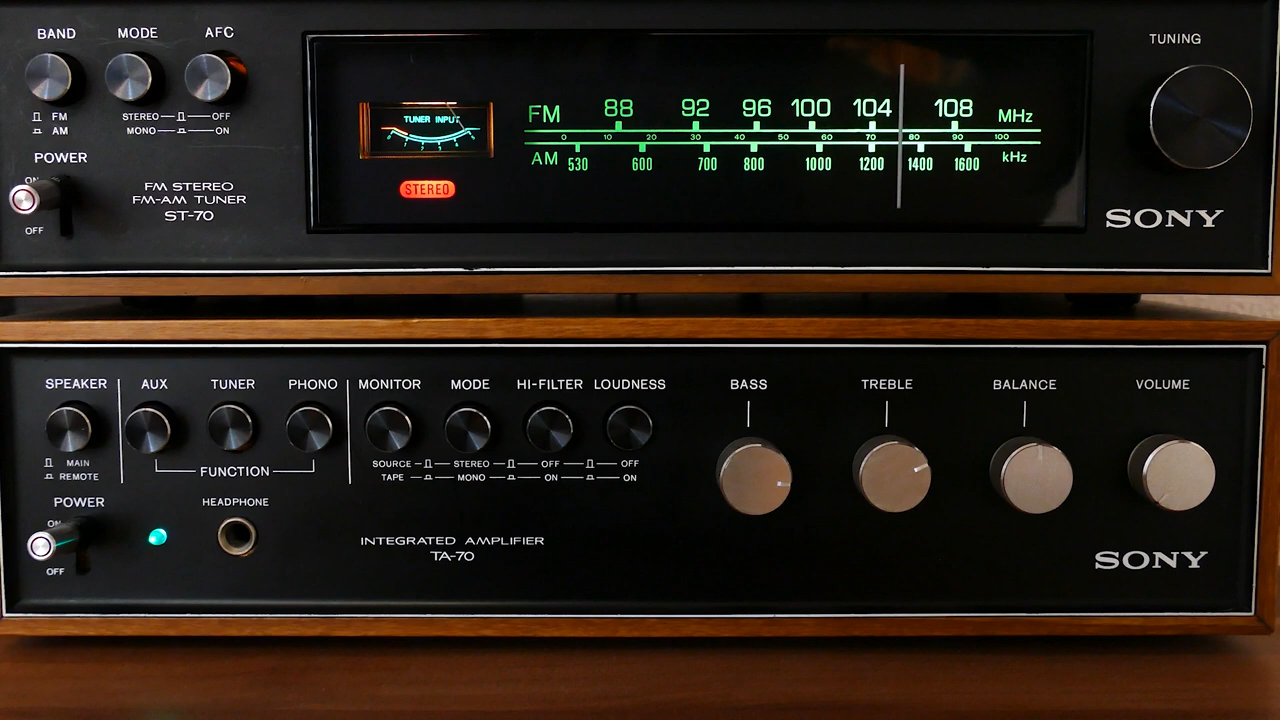 BAND MODE AFC
TUNING
FM 88 92 96 100 104 108 MHz
FM STEREO OFF
AM MONO ON
TUNER INPUT
0 10 20 30 40 50 60 70 80 90 100
AM 530 600 700 800 1000 1200 1400 1600 kHz
POWER
ON
OFF
FM STEREO
FM-AM TUNER
ST-70
STEREO
SONY
SPEAKER AUX TUNER PHONO MONITOR MODE HI-FILTER LOUDNESS BASS TREBLE BALANCE VOLUME
MAIN
REMOTE
FUNCTION
SOURCE STEREO OFF OFF
TAPE MONO ON ON
POWER
ON
OFF
HEADPHONE
INTEGRATED AMPLIFIER
TA-70
SONY